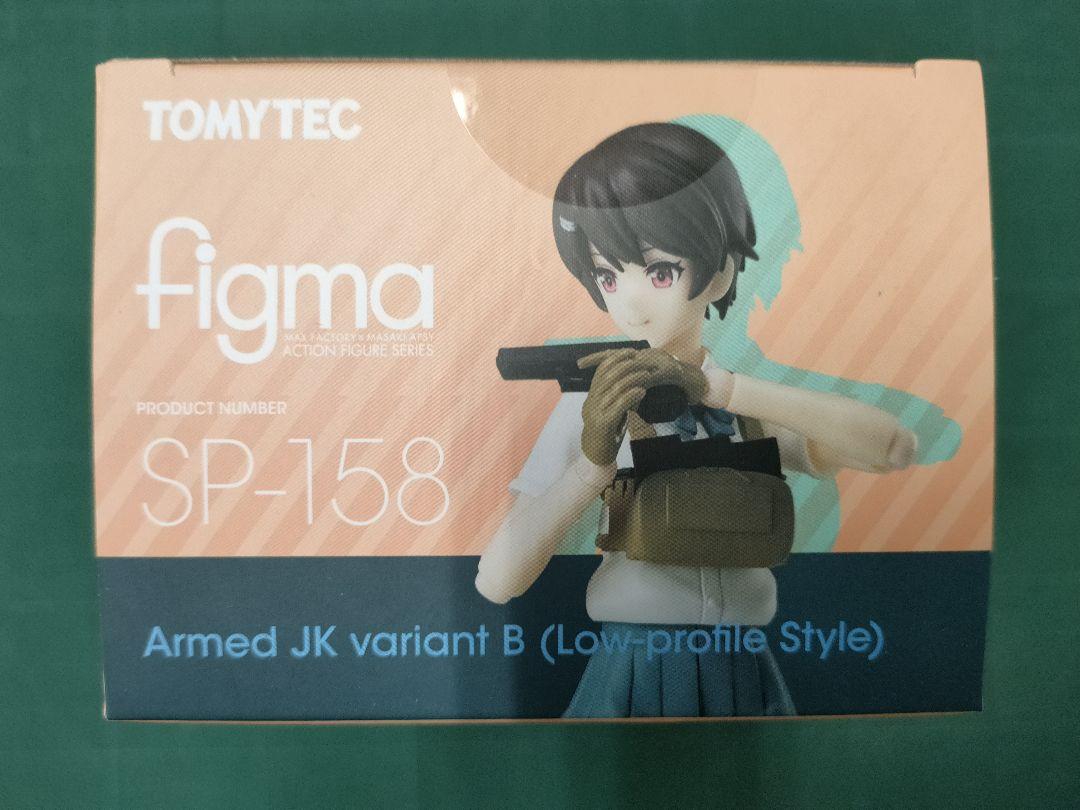 TOMYTEC
figma
MAX FACTORY × MASAKI APSY
ACTION FIGURE SERIES
PRODUCT NUMBER
SP-158
Armed JK variant B (Low-profile Style)